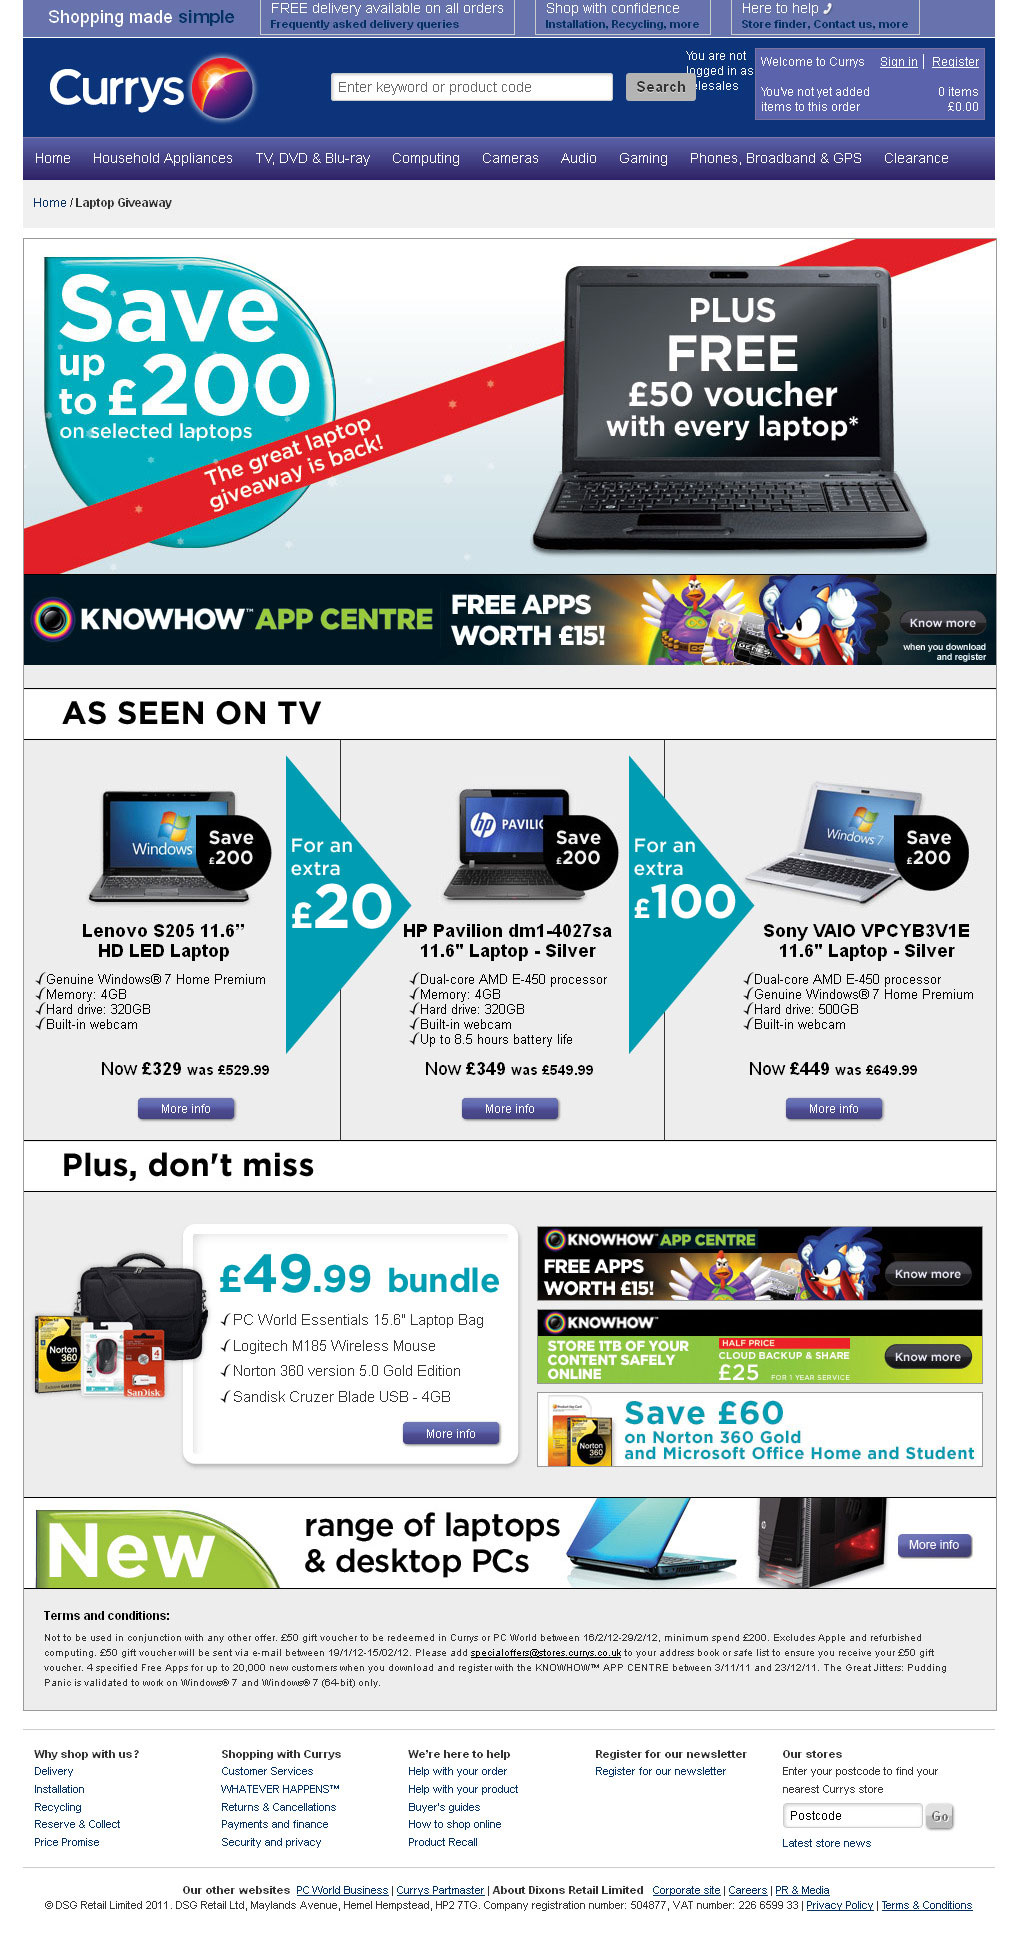 Shopping made simple
FREE delivery available on all orders
Frequently asked delivery queries
Shop with confidence
Installation, Recycling, more
Here to help
Store finder, Contact us, more
Currys
Enter keyword or product code
Search
You are not
logged in as
elesales
Welcome to Currys
Sign in | Register
You've not yet added
items to this order
0 items
£0.00
Home
Household Appliances
TV, DVD & Blu-ray
Computing
Cameras
Audio
Gaming
Phones, Broadband & GPS
Clearance
Home / Laptop Giveaway
Save
up
to £200
on selected laptops
The great laptop
giveaway is back!
PLUS
FREE
£50 voucher
with every laptop*
KNOWHOW™ APP CENTRE
FREE APPS
WORTH £15!
Know more
when you download
and register
AS SEEN ON TV
Windows
Save
£200
For an
extra
£20
hp PAVILIO
Save
£200
For an
extra
£100
Windows 7
Save
£200
Lenovo S205 11.6”
HD LED Laptop
✓Genuine Windows® 7 Home Premium
✓Memory: 4GB
✓Hard drive: 320GB
✓Built-in webcam
Now £329 was £529.99
More info
HP Pavilion dm1-4027sa
11.6" Laptop - Silver
✓Dual-core AMD E-450 processor
✓Memory: 4GB
✓Hard drive: 320GB
✓Built-in webcam
✓Up to 8.5 hours battery life
Now £349 was £549.99
More info
Sony VAIO VPCYB3V1E
11.6" Laptop - Silver
✓Dual-core AMD E-450 processor
✓Genuine Windows® 7 Home Premium
✓Hard drive: 500GB
✓Built-in webcam
Now £449 was £649.99
More info
Plus, don't miss
Norton
360
4
SanDisk
£49.99 bundle
✓PC World Essentials 15.6" Laptop Bag
✓Logitech M185 Wireless Mouse
✓Norton 360 version 5.0 Gold Edition
✓Sandisk Cruzer Blade USB - 4GB
More info
KNOWHOW™ APP CENTRE
FREE APPS
WORTH £15!
Know more
KNOWHOW™
STORE 1TB OF YOUR
CONTENT SAFELY
ONLINE
HALF PRICE
CLOUD BACKUP & SHARE
£25 FOR 1 YEAR SERVICE
Know more
Norton
360
Save £60
on Norton 360 Gold
and Microsoft Office Home and Student
New
range of laptops
& desktop PCs
More info
Terms and conditions:
Not to be used in conjunction with any other offer. £50 gift voucher to be redeemed in Currys or PC World between 16/2/12-29/2/12, minimum spend £200. Excludes Apple and refurbished
computing. £50 gift voucher will be sent via e-mail between 19/1/12-15/02/12. Please add specialoffers@stores.currys.co.uk to your address book or safe list to ensure you receive your £50 gift
voucher. 4 specified Free Apps for up to 20,000 new customers when you download and register with the KNOWHOW™ APP CENTRE between 3/11/11 and 23/12/11. The Great Jitters: Pudding
Panic is validated to work on Windows® 7 and Windows® 7 (64-bit) only.
Why shop with us?
Delivery
Installation
Recycling
Reserve & Collect
Price Promise
Shopping with Currys
Customer Services
WHATEVER HAPPENS™
Returns & Cancellations
Payments and finance
Security and privacy
We're here to help
Help with your order
Help with your product
Buyer's guides
How to shop online
Product Recall
Register for our newsletter
Register for our newsletter
Our stores
Enter your postcode to find your
nearest Currys store
Postcode
Go
Latest store news
Our other websites PC World Business | Currys Partmaster | About Dixons Retail Limited Corporate site | Careers | PR & Media
© DSG Retail Limited 2011. DSG Retail Ltd, Maylands Avenue, Hemel Hempstead, HP2 7TG. Company registration number: 504877, VAT number: 226 6599 33 | Privacy Policy | Terms & Conditions